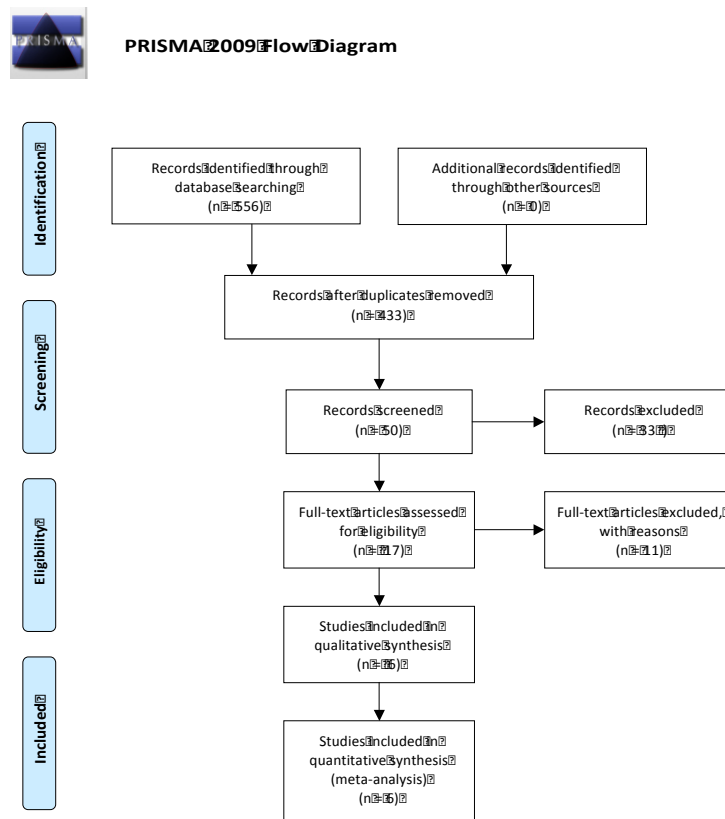 PRISMA
PRISMA 2009 Flow Diagram
Identification
Records identified through
database searching
(n = 556)
Additional records identified
through other sources
(n = 0)
Records after duplicates removed
(n = 433)
Screening
Records screened
(n = 50)
Records excluded
(n = 33 )
Eligibility
Full-text articles assessed
for eligibility
(n = 17)
Full-text articles excluded,
with reasons
(n = 11)
Studies included in
qualitative synthesis
(n = 6)
Included
Studies included in
quantitative synthesis
(meta-analysis)
(n = )